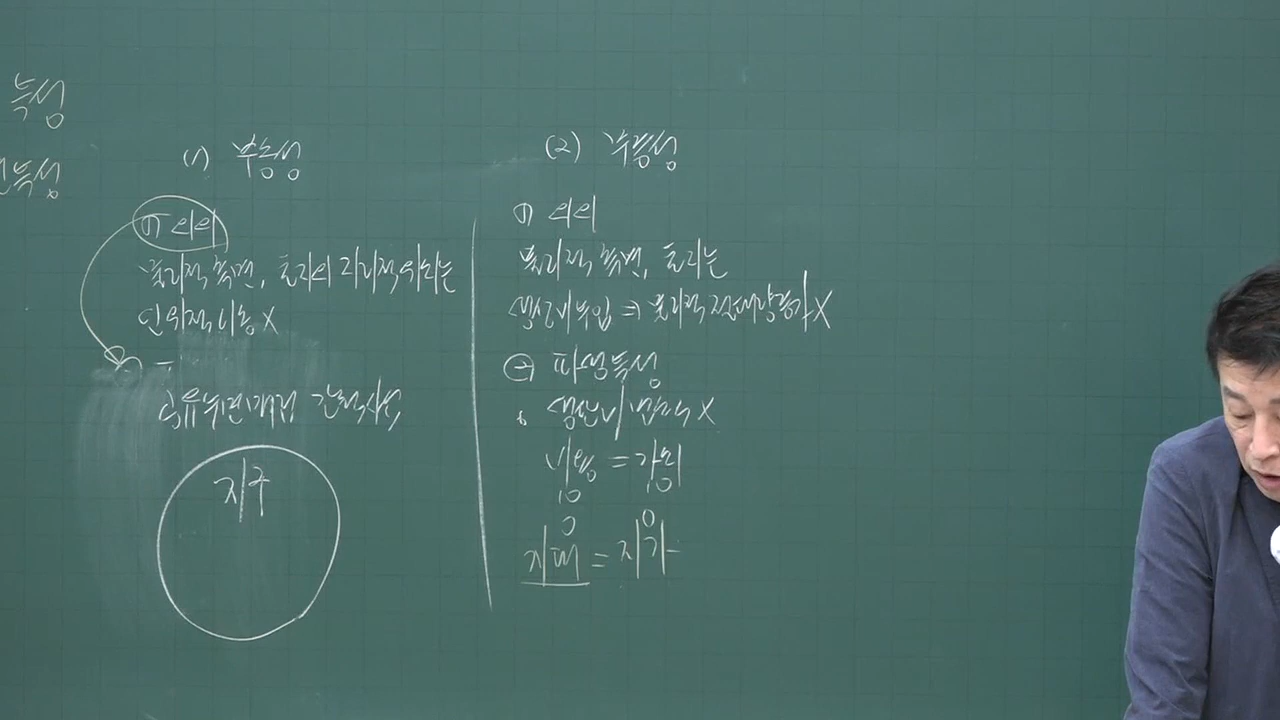 특성
특성
(1) 부동성
① 의의
물리적 측면, 토지의 지리적 위치는
인위적 이동 X
지구
(2) 부증성
① 의의
물리적 측면, 토지는
생산비 투입 ⇒ 물리적 절대량 증가 X
② 파생특성
생산비 법칙 X
비용 = 가치
10 10
0 0
지대 = 지가